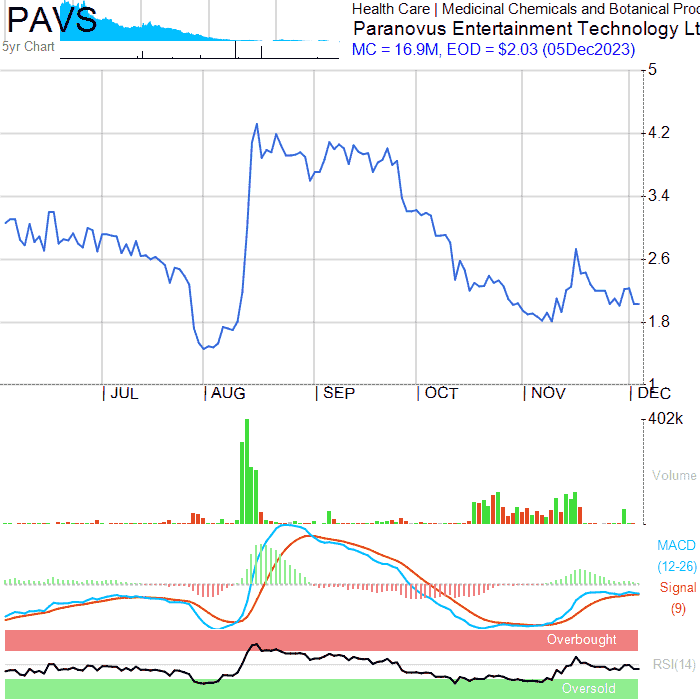 PAVS
5yr Chart
Health Care | Medicinal Chemicals and Botanical Proc
Paranovus Entertainment Technology Lt
MC = 16.9M, EOD = $2.03 (05Dec2023)
5
4.2
3.4
2.6
1.8
1
JUL AUG SEP OCT NOV DEC
402k
Volume
MACD
(12-26)
Signal
(9)
Overbought
RSI(14)
Oversold